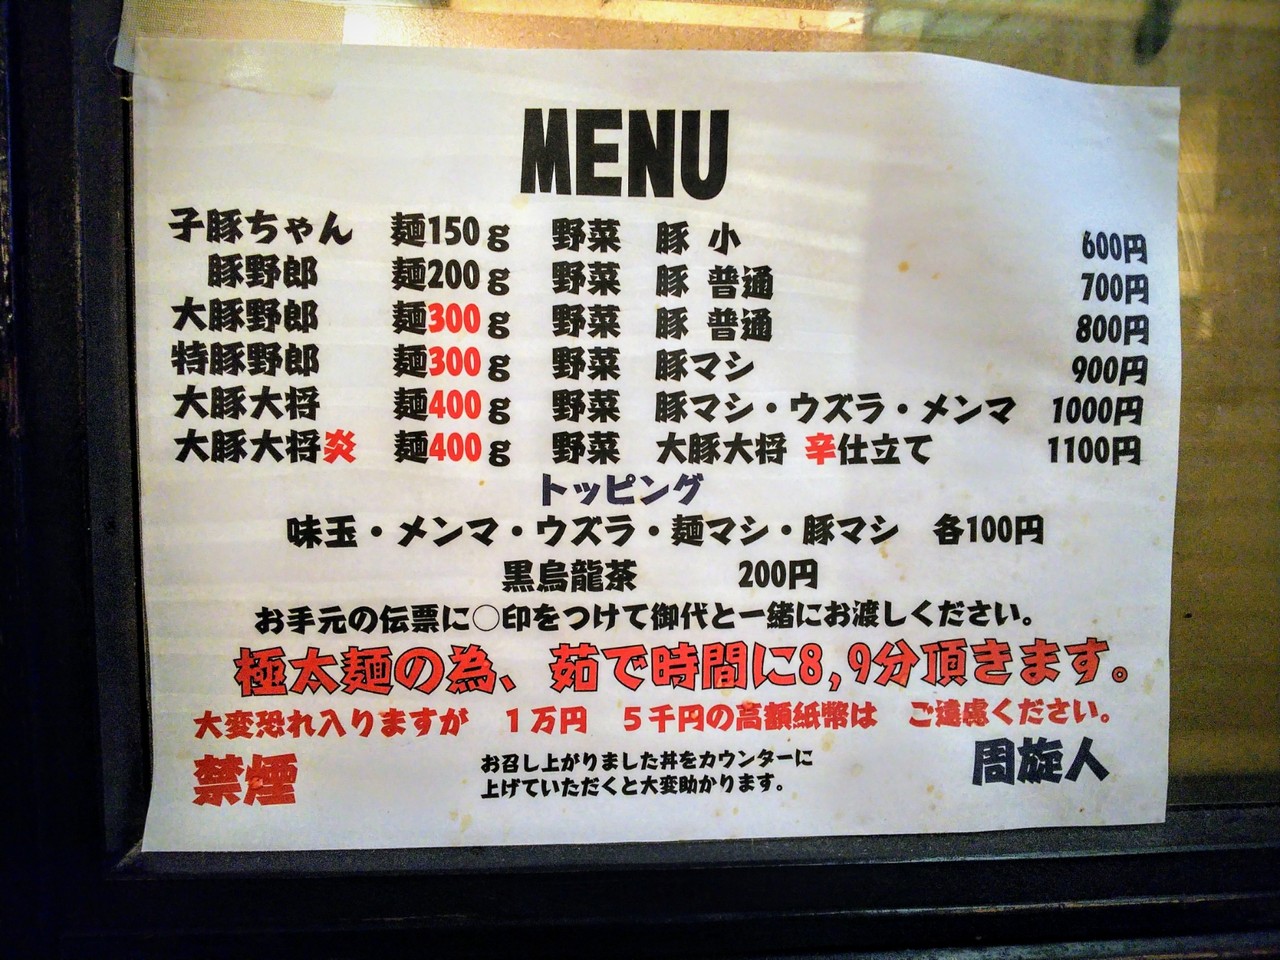 MENU
子豚ちゃん 麺150g 野菜 豚 小 600円
豚野郎 麺200g 野菜 豚 普通 700円
大豚野郎 麺300g 野菜 豚 普通 800円
特豚野郎 麺300g 野菜 豚マシ 900円
大豚大将 麺400g 野菜 豚マシ・ウズラ・メンマ 1000円
大豚大将炎 麺400g 野菜 大豚大将 辛仕立て 1100円
トッピング
味玉・メンマ・ウズラ・麺マシ・豚マシ 各100円
黒烏龍茶 200円
お手元の伝票に○印をつけて御代と一緒にお渡しください。
極太麺の為、茹で時間に8,9分頂きます。
大変恐れ入りますが 1万円 5千円の高額紙幣は ご遠慮ください。
禁煙
お召し上がりました丼をカウンターに
上げていただくと大変助かります。
周旋人